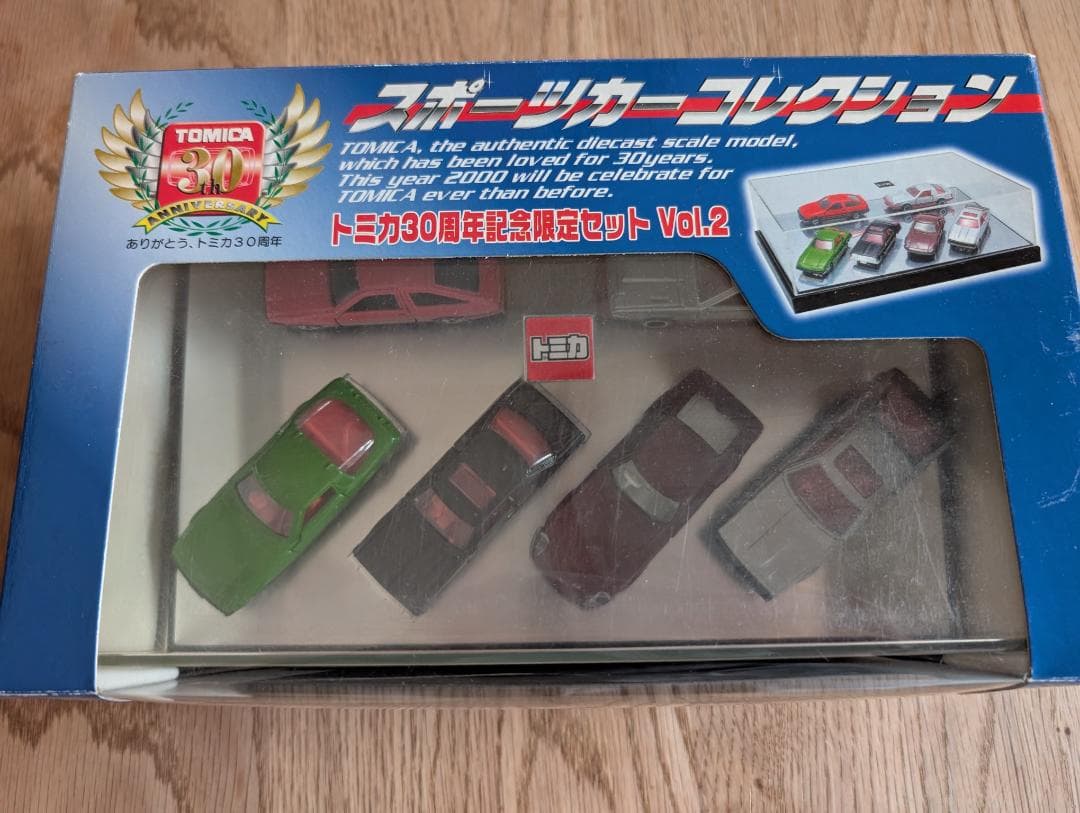 スポーツカーコレクション
TOMICA
30th
ANNIVERSARY
ありがとう、トミカ30周年
TOMICA, the authentic diecast scale model,
which has been loved for 30years.
This year 2000 will be celebrate for
TOMICA ever than before.
トミカ30周年記念限定セット Vol.2
トミカ